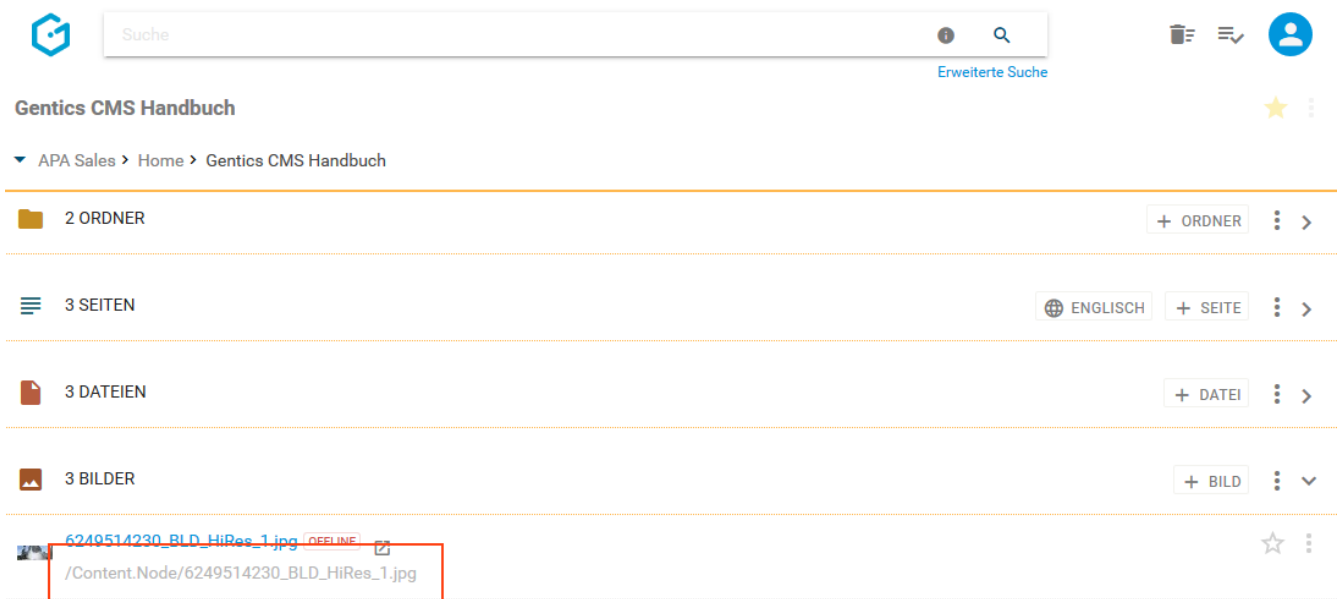 Suche
Erweiterte Suche
Gentics CMS Handbuch
APA Sales > Home > Gentics CMS Handbuch
2 ORDNER + ORDNER
3 SEITEN ENGLISCH + SEITE
3 DATEIEN + DATEI
3 BILDER + BILD
6249514230_BLD_HiRes_1.jpg OFFLINE
/Content.Node/6249514230_BLD_HiRes_1.jpg